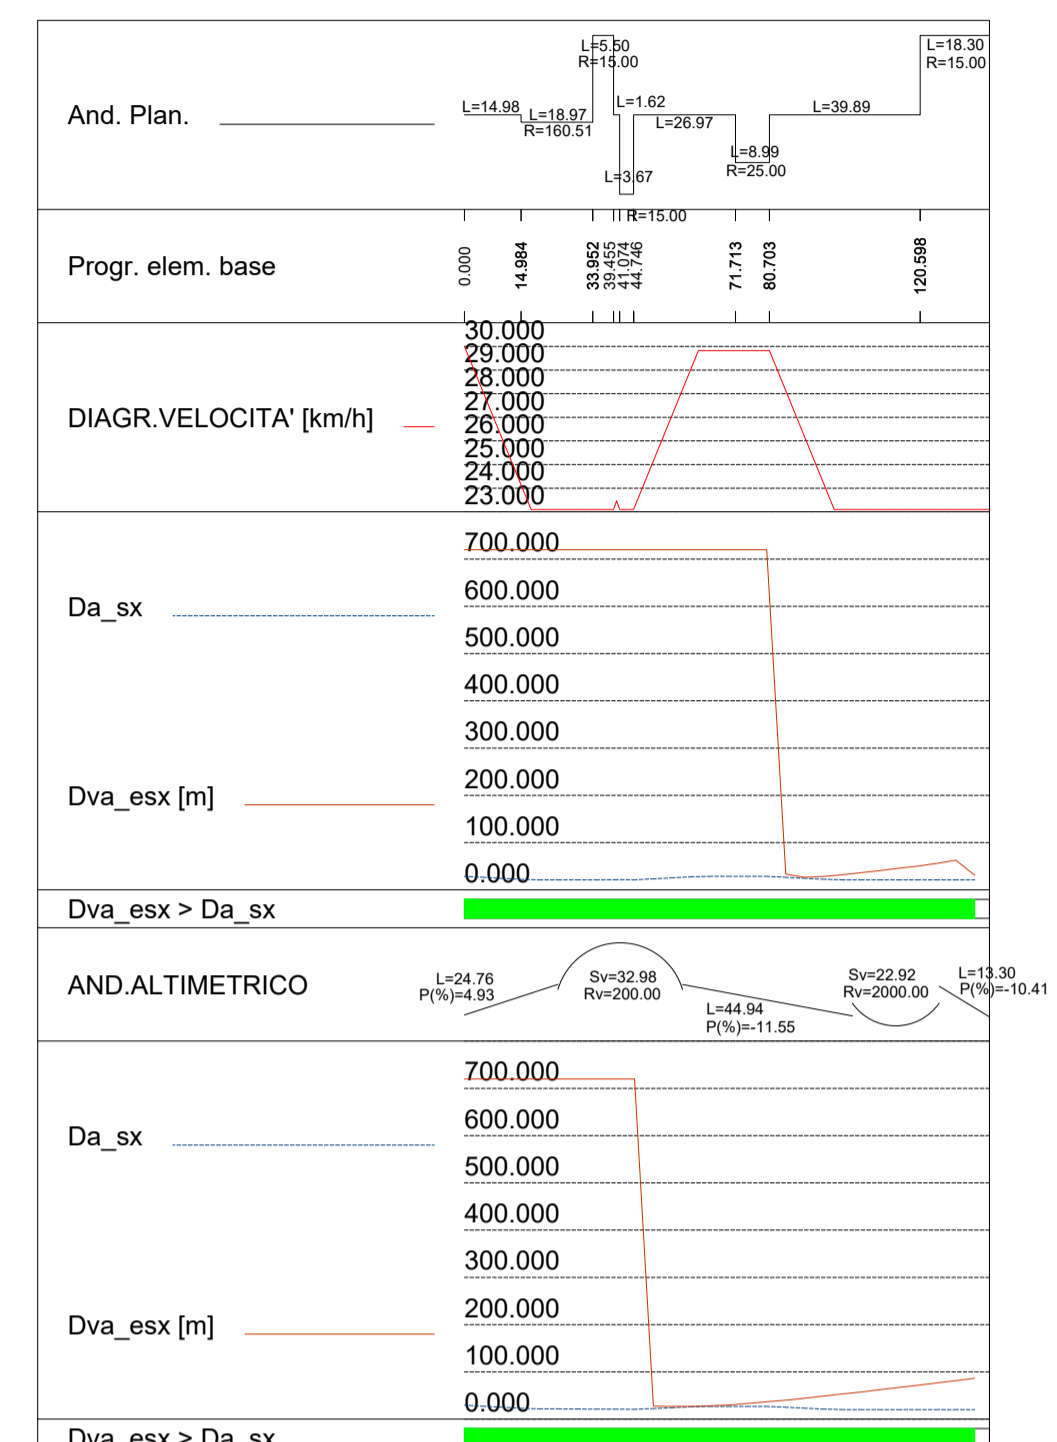 And. Plan.
L=14.98
L=18.97
R=160.51
L=5.50
R=15.00
L=1.62
L=3.67
R=15.00
L=26.97
L=8.99
R=25.00
L=39.89
L=18.30
R=15.00
Progr. elem. base
0.000
14.984
33.952
39.455
41.074
44.746
71.713
80.703
120.598
DIAGR.VELOCITA' [km/h]
30.000
29.000
28.000
27.000
26.000
25.000
24.000
23.000
Da_sx
Dva_esx [m]
700.000
600.000
500.000
400.000
300.000
200.000
100.000
0.000
Dva_esx > Da_sx
AND.ALTIMETRICO
L=24.76
P(%)=4.93
Sv=32.98
Rv=200.00
L=44.94
P(%)=-11.55
Sv=22.92
Rv=2000.00
L=13.30
P(%)=-10.41
Da_sx
Dva_esx [m]
700.000
600.000
500.000
400.000
300.000
200.000
100.000
0.000
Dva_esx > Da_sx